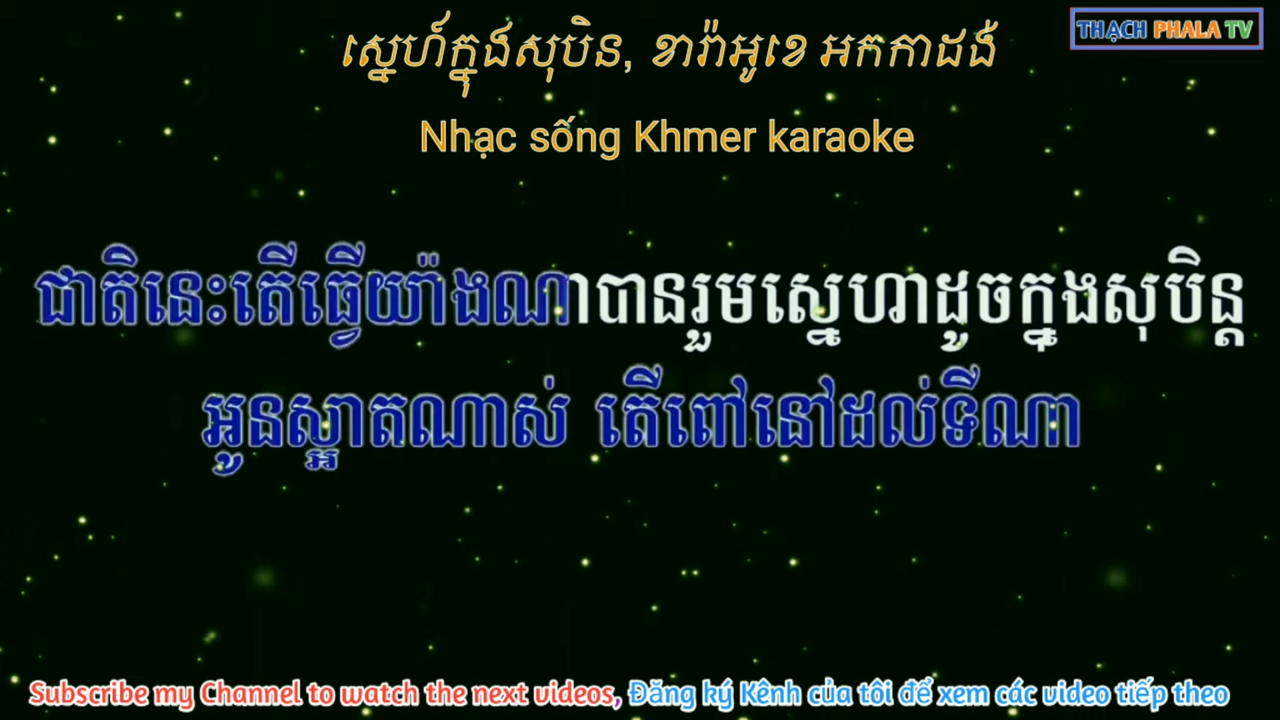 THẠCH PHALA TV
ស្នេហ៍ក្នុងសុបិន, ខារ៉ាអូខេ អកកាដង់
Nhạc sống Khmer karaoke
ជាតិនេះតើធ្វើយ៉ាងណាបានរួមស្នេហាដូចក្នុងសុបិន្ត
អូនស្អាតណាស់ តើពៅនៅដល់ទីណា
Subscribe my Channel to watch the next videos, Đăng ký Kênh của tôi để xem các video tiếp theo